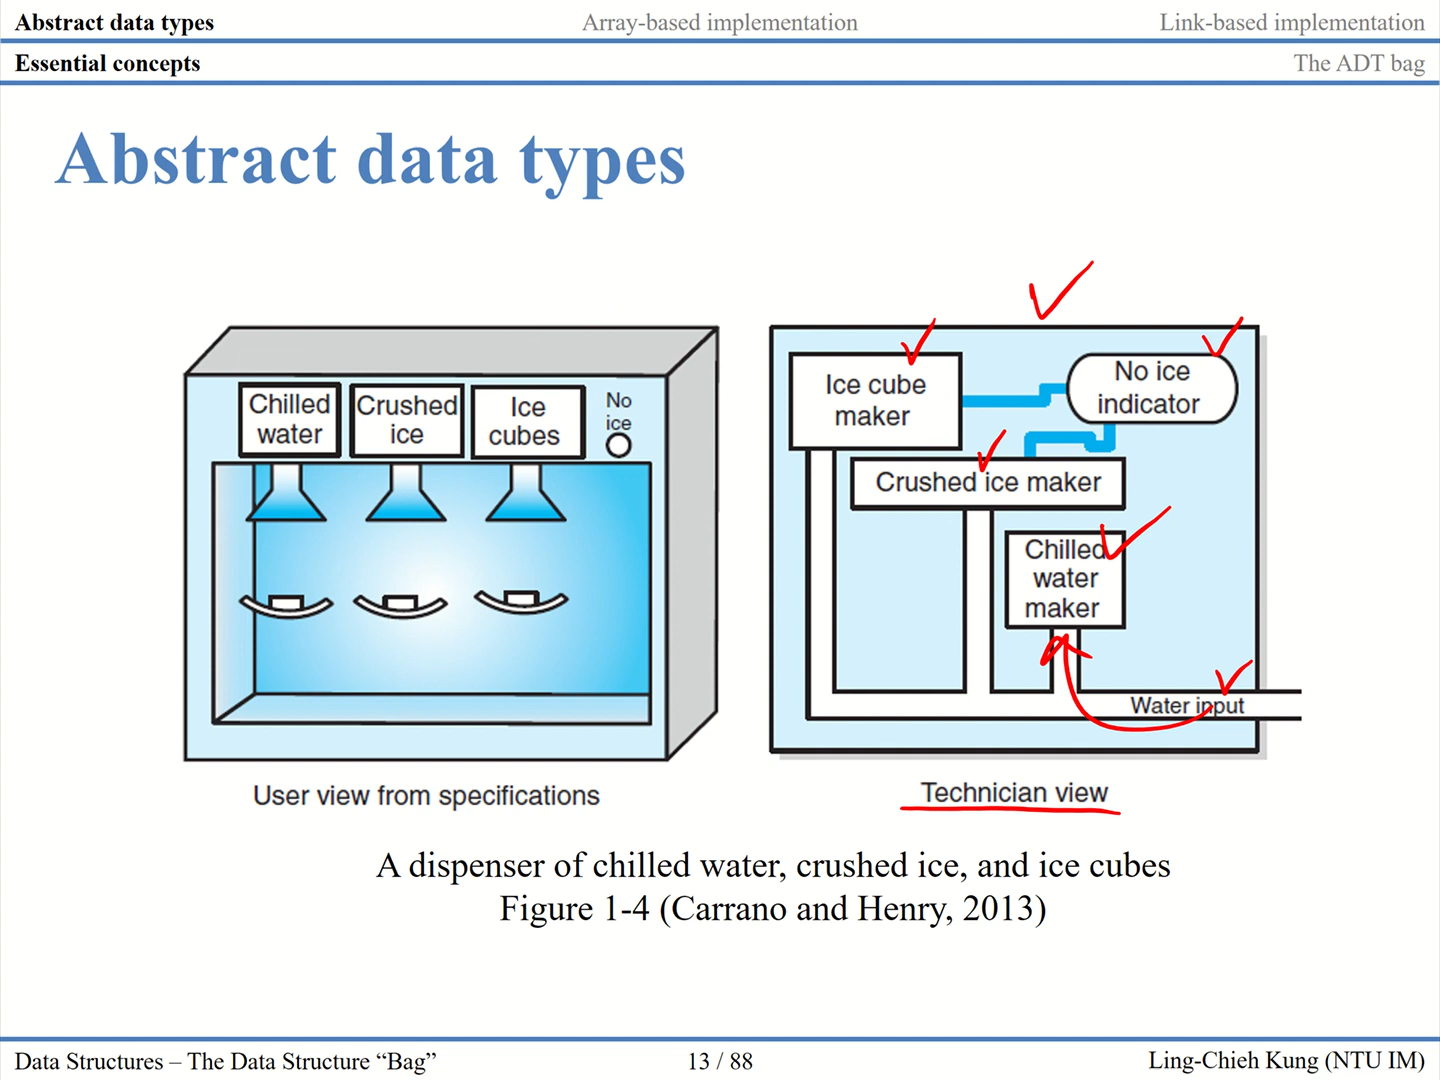 Abstract data types
Array-based implementation
Link-based implementation
Essential concepts
The ADT bag
Abstract data types
Chilled
water
Crushed
ice
Ice
cubes
No
ice
Ice cube
maker
No ice
indicator
Crushed ice maker
Chilled
water
maker
Water input
User view from specifications
Technician view
A dispenser of chilled water, crushed ice, and ice cubes
Figure 1-4 (Carrano and Henry, 2013)
Data Structures – The Data Structure “Bag”
13 / 88
Ling-Chieh Kung (NTU IM)